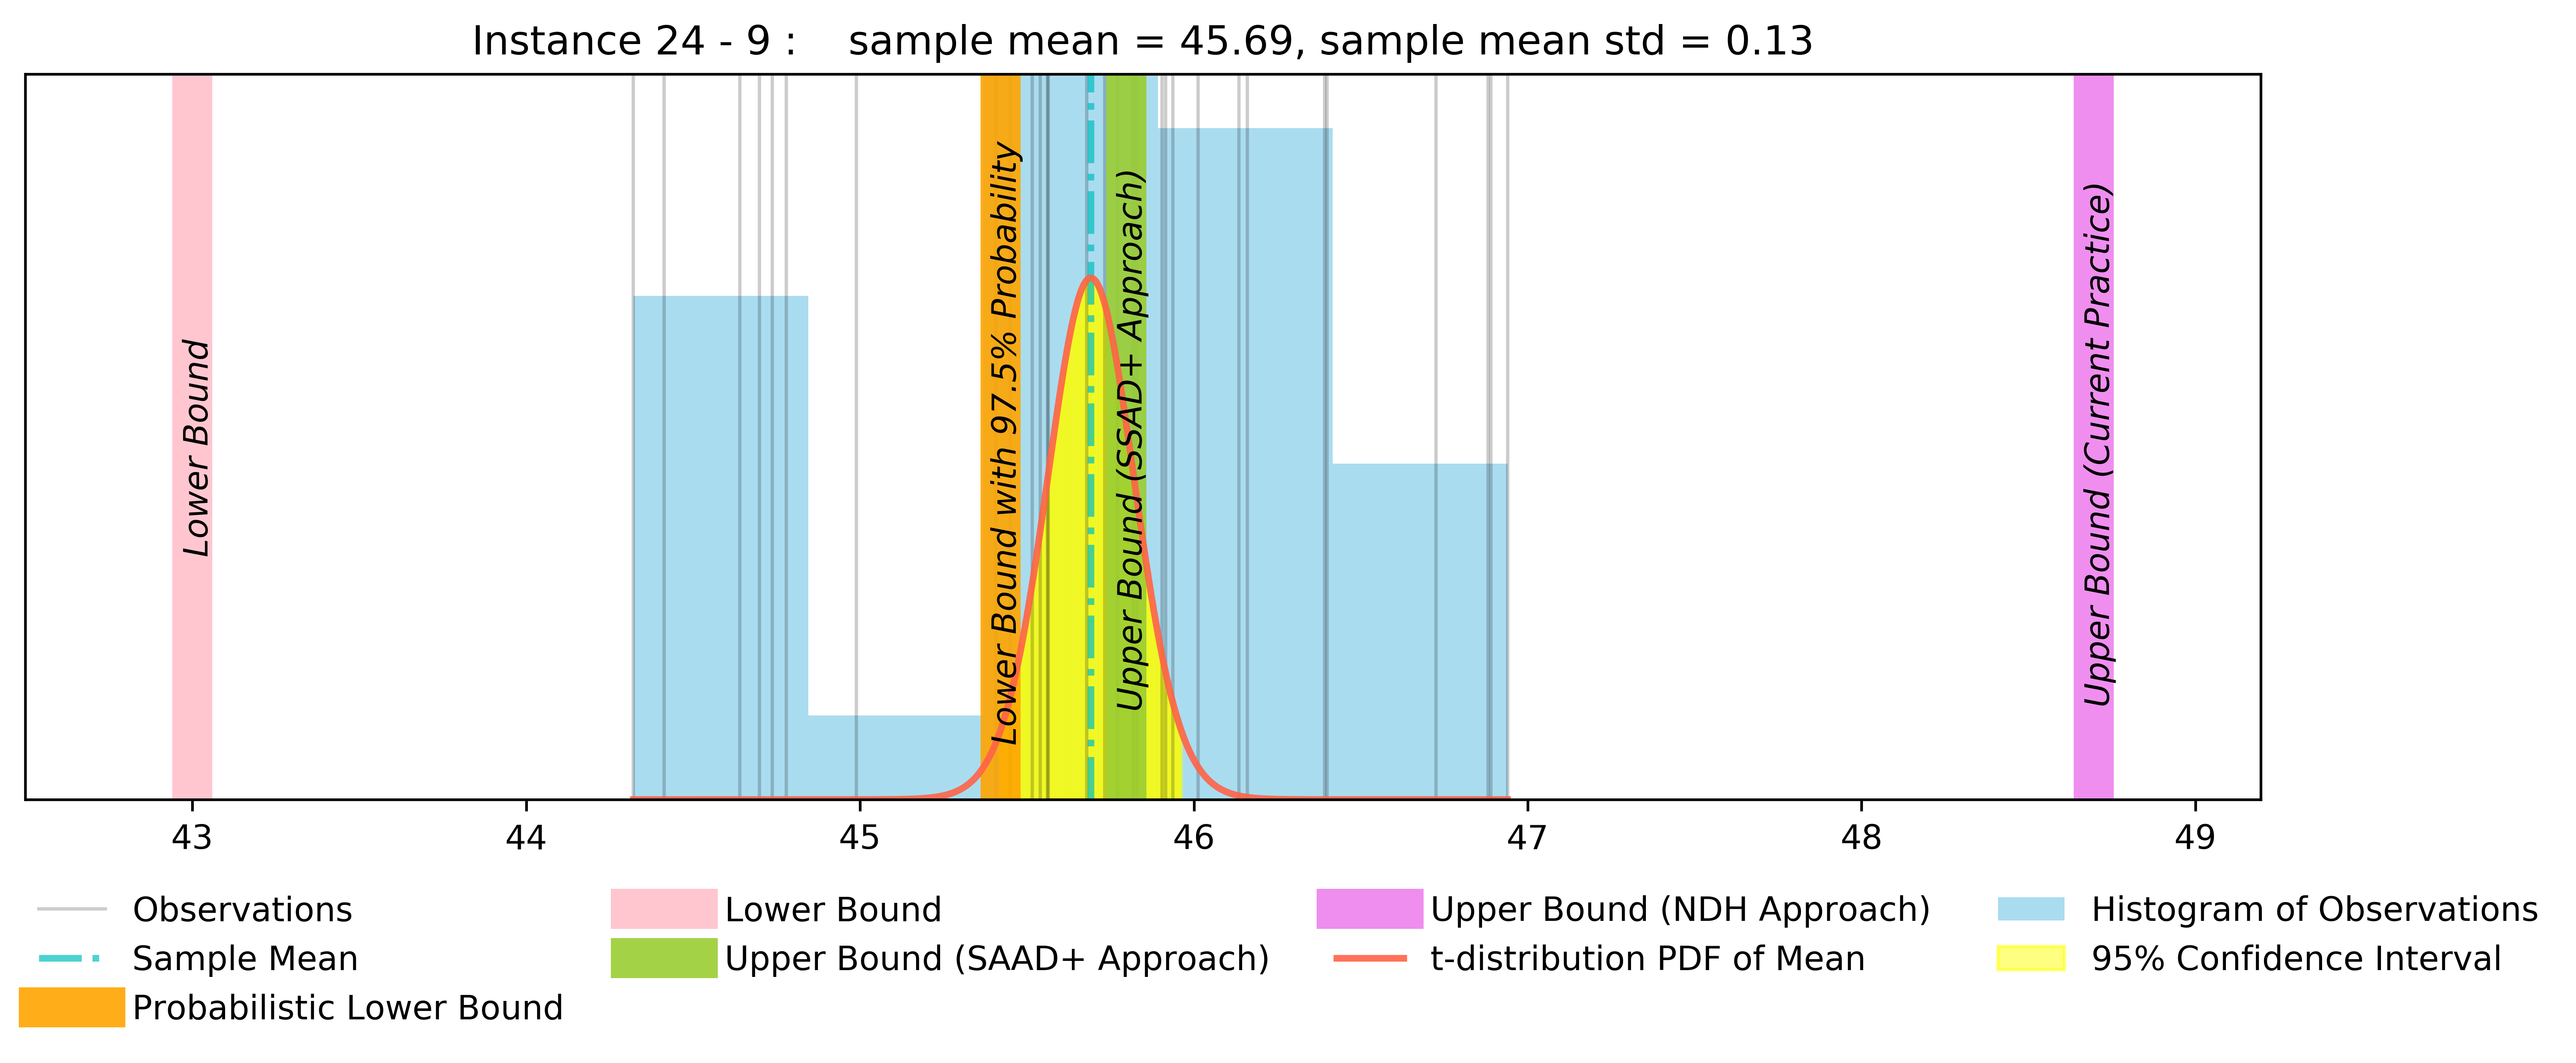 Instance 24 - 9 :    sample mean = 45.69, sample mean std = 0.13
Lower Bound
Lower Bound with 97.5% Probability
Upper Bound (SSAD+ Approach)
Upper Bound (Current Practice)
43 44 45 46 47 48 49
Observations
Sample Mean
Probabilistic Lower Bound
Lower Bound
Upper Bound (SAAD+ Approach)
Upper Bound (NDH Approach)
t-distribution PDF of Mean
Histogram of Observations
95% Confidence Interval